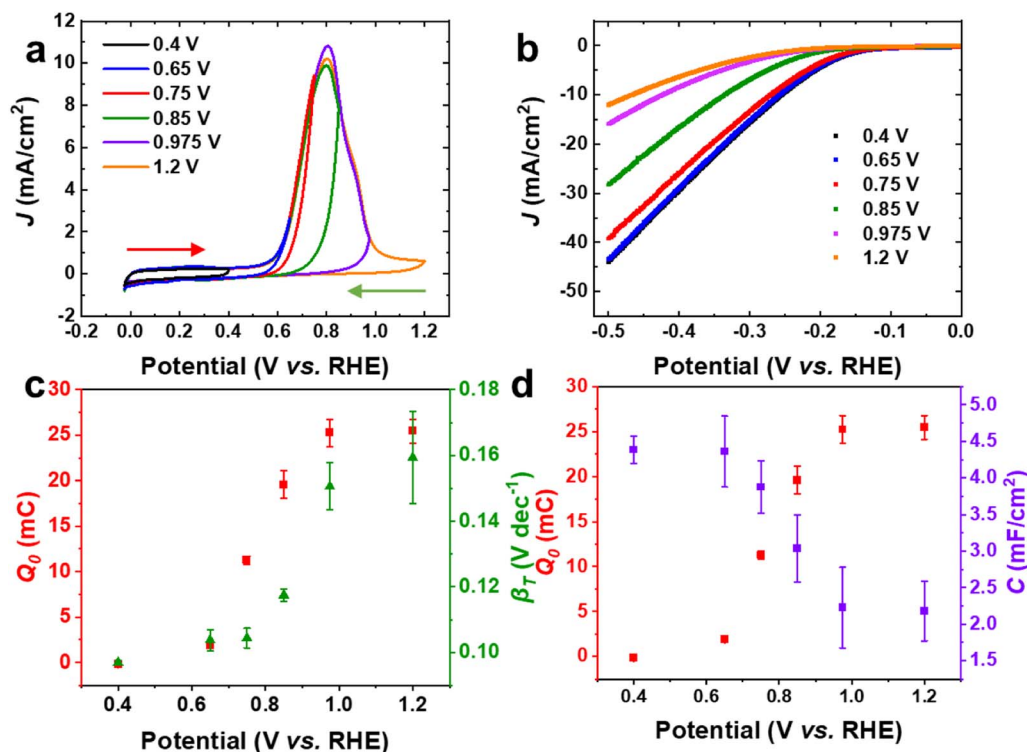 a
0.4 V
0.65 V
0.75 V
0.85 V
0.975 V
1.2 V
J (mA/cm2)
12
10
8
6
4
2
0
-2
-0.2 0.0 0.2 0.4 0.6 0.8 1.0 1.2
Potential (V vs. RHE)
b
0.4 V
0.65 V
0.75 V
0.85 V
0.975 V
1.2 V
J (mA/cm2)
0
-10
-20
-30
-40
-50
-0.5 -0.4 -0.3 -0.2 -0.1 0.0
Potential (V vs. RHE)
c
Q0 (mC)
30
25
20
15
10
5
0
0.18
0.16
0.14
0.12
0.10
βT (V dec-1)
0.4 0.6 0.8 1.0 1.2
Potential (V vs. RHE)
d
Q0 (mC)
30
25
20
15
10
5
0
5.0
4.5
4.0
3.5
3.0
2.5
2.0
1.5
C (mF/cm2)
0.4 0.6 0.8 1.0 1.2
Potential (V vs. RHE)